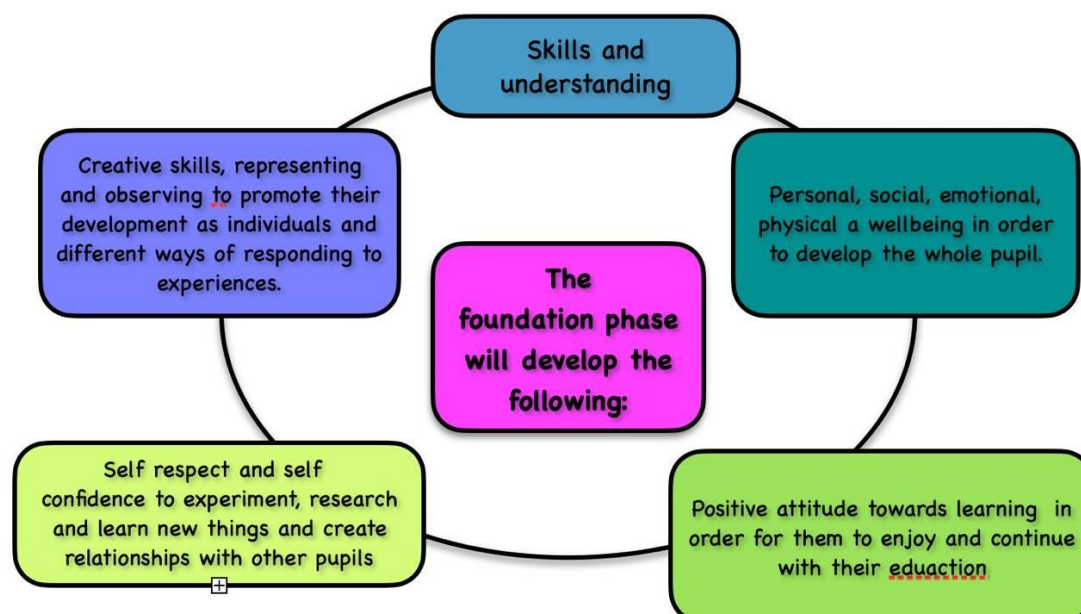 Skills and
understanding
Creative skills, representing
and observing to promote their
development as individuals and
different ways of responding to
experiences.
Personal, social, emotional,
physical a wellbeing in order
to develop the whole pupil.
The
foundation phase
will develop the
following:
Self respect and self
confidence to experiment, research
and learn new things and create
relationships with other pupils
Positive attitude towards learning in
order for them to enjoy and continue
with their eduaction